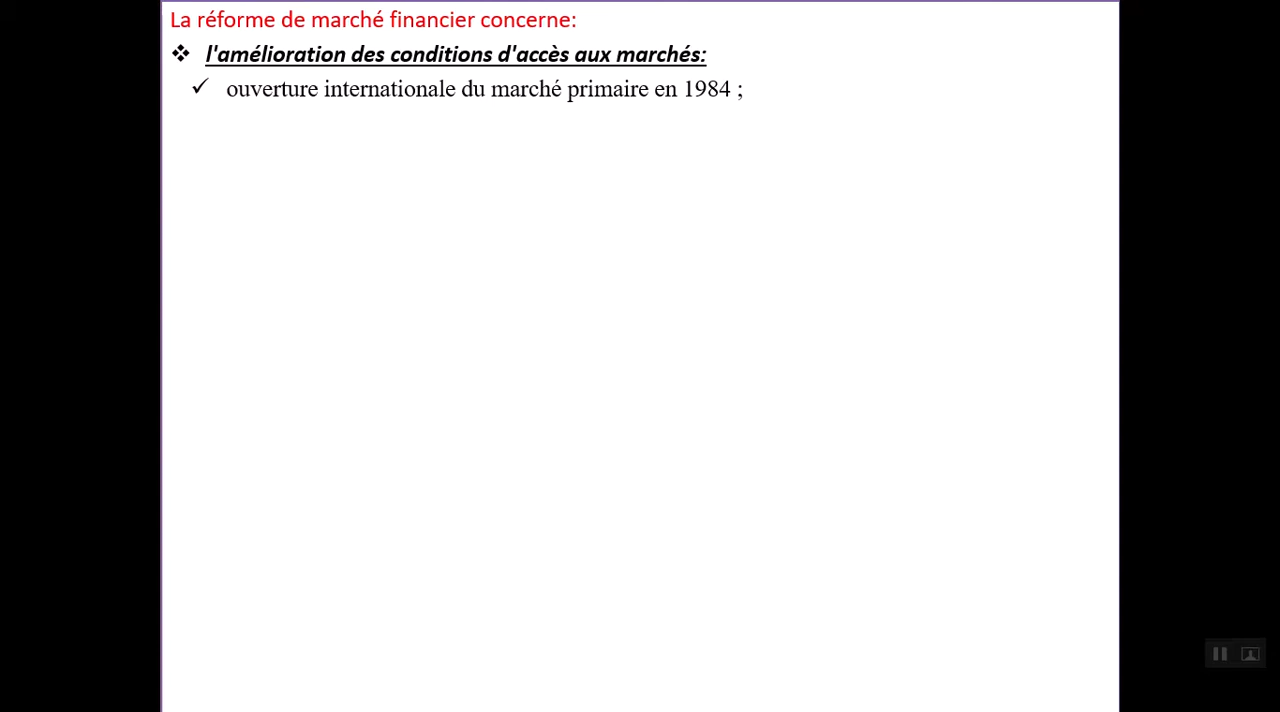 La réforme de marché financier concerne:
❖ l'amélioration des conditions d'accès aux marchés:
✓ ouverture internationale du marché primaire en 1984 ;